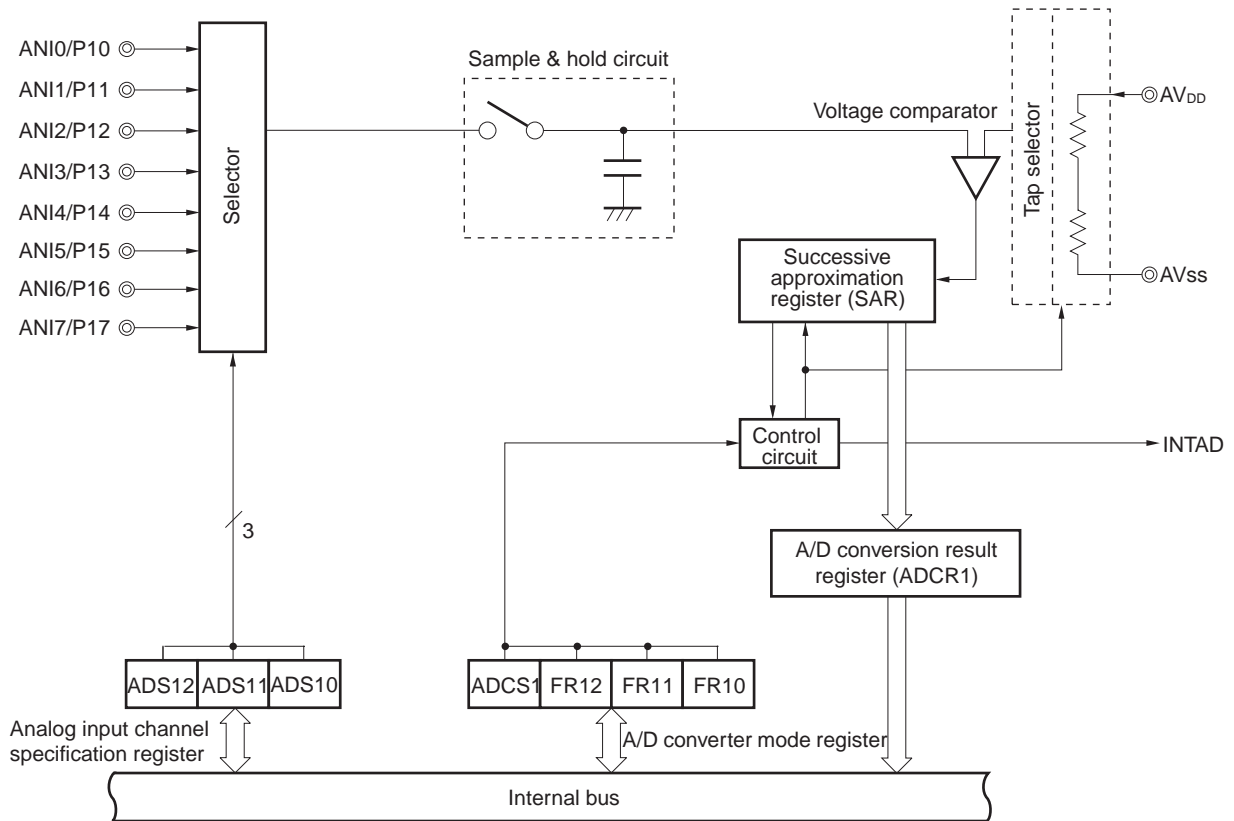 ANI0/P10
ANI1/P11
ANI2/P12
ANI3/P13
ANI4/P14
ANI5/P15
ANI6/P16
ANI7/P17
Selector
Sample & hold circuit
Voltage comparator
Tap selector
AVDD
AVss
Successive
approximation
register (SAR)
Control
circuit
INTAD
3
A/D conversion result
register (ADCR1)
ADS12
ADS11
ADS10
ADCS1
FR12
FR11
FR10
Analog input channel
specification register
A/D converter mode register
Internal bus